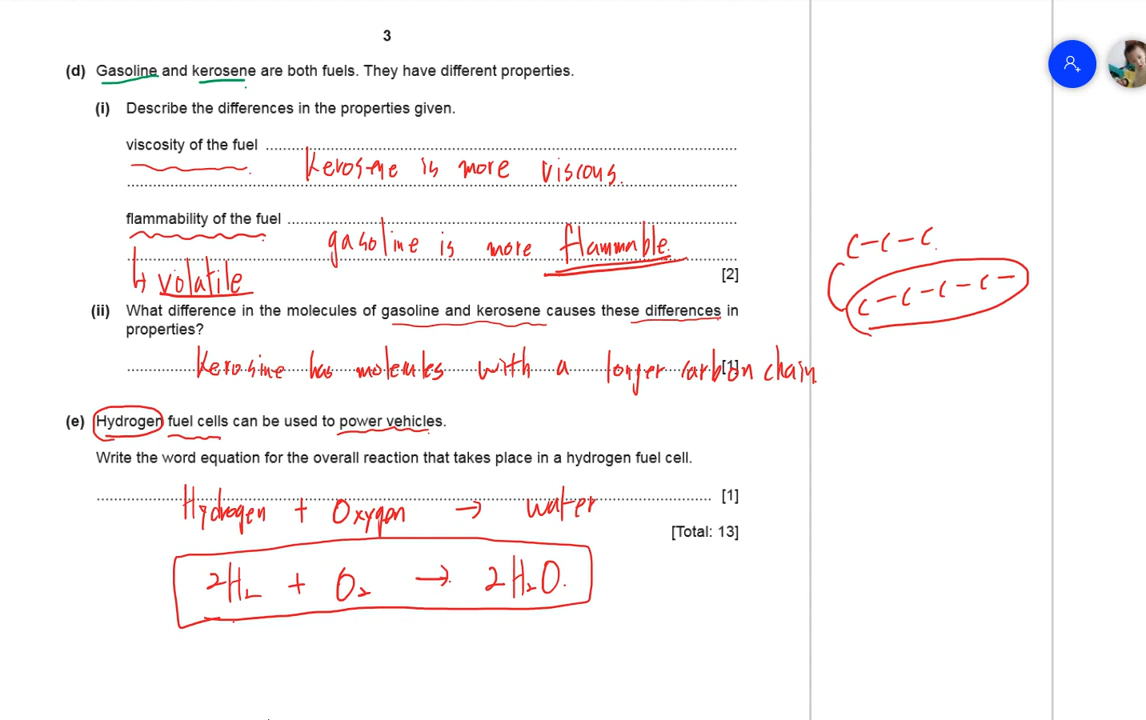 3
(d) Gasoline and kerosene are both fuels. They have different properties.
(i) Describe the differences in the properties given.
viscosity of the fuel
kerosene is more viscous.
flammability of the fuel
gasoline is more flammable.
↳ volatile
[2]
C-C-C
C-C-C-C-
(ii) What difference in the molecules of gasoline and kerosene causes these differences in
properties?
kerosine has molecules with a longer carbon chain
[1]
(e) Hydrogen fuel cells can be used to power vehicles.
Write the word equation for the overall reaction that takes place in a hydrogen fuel cell.
[1]
Hydrogen + Oxygen → water
[Total: 13]
2H₂ + O₂ → 2H₂O.